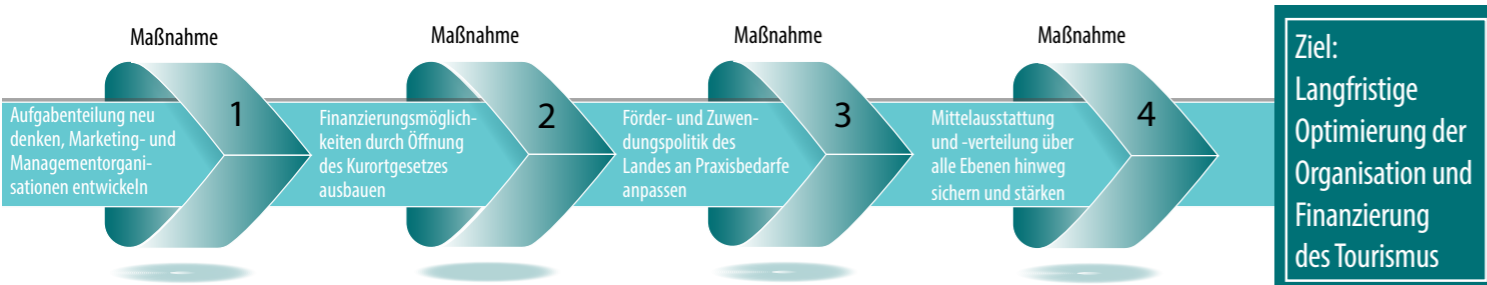 Maßnahme
1
Aufgabenteilung neu
denken, Marketing- und
Managementorgani-
sationen entwickeln
Maßnahme
2
Finanzierungsmöglich-
keiten durch Öffnung
des Kurortgesetzes
ausbauen
Maßnahme
3
Förder- und Zuwen-
dungspolitik des
Landes an Praxisbedarfe
anpassen
Maßnahme
4
Mittelausstattung
und -verteilung über
alle Ebenen hinweg
sichern und stärken
Ziel:
Langfristige
Optimierung der
Organisation und
Finanzierung
des Tourismus